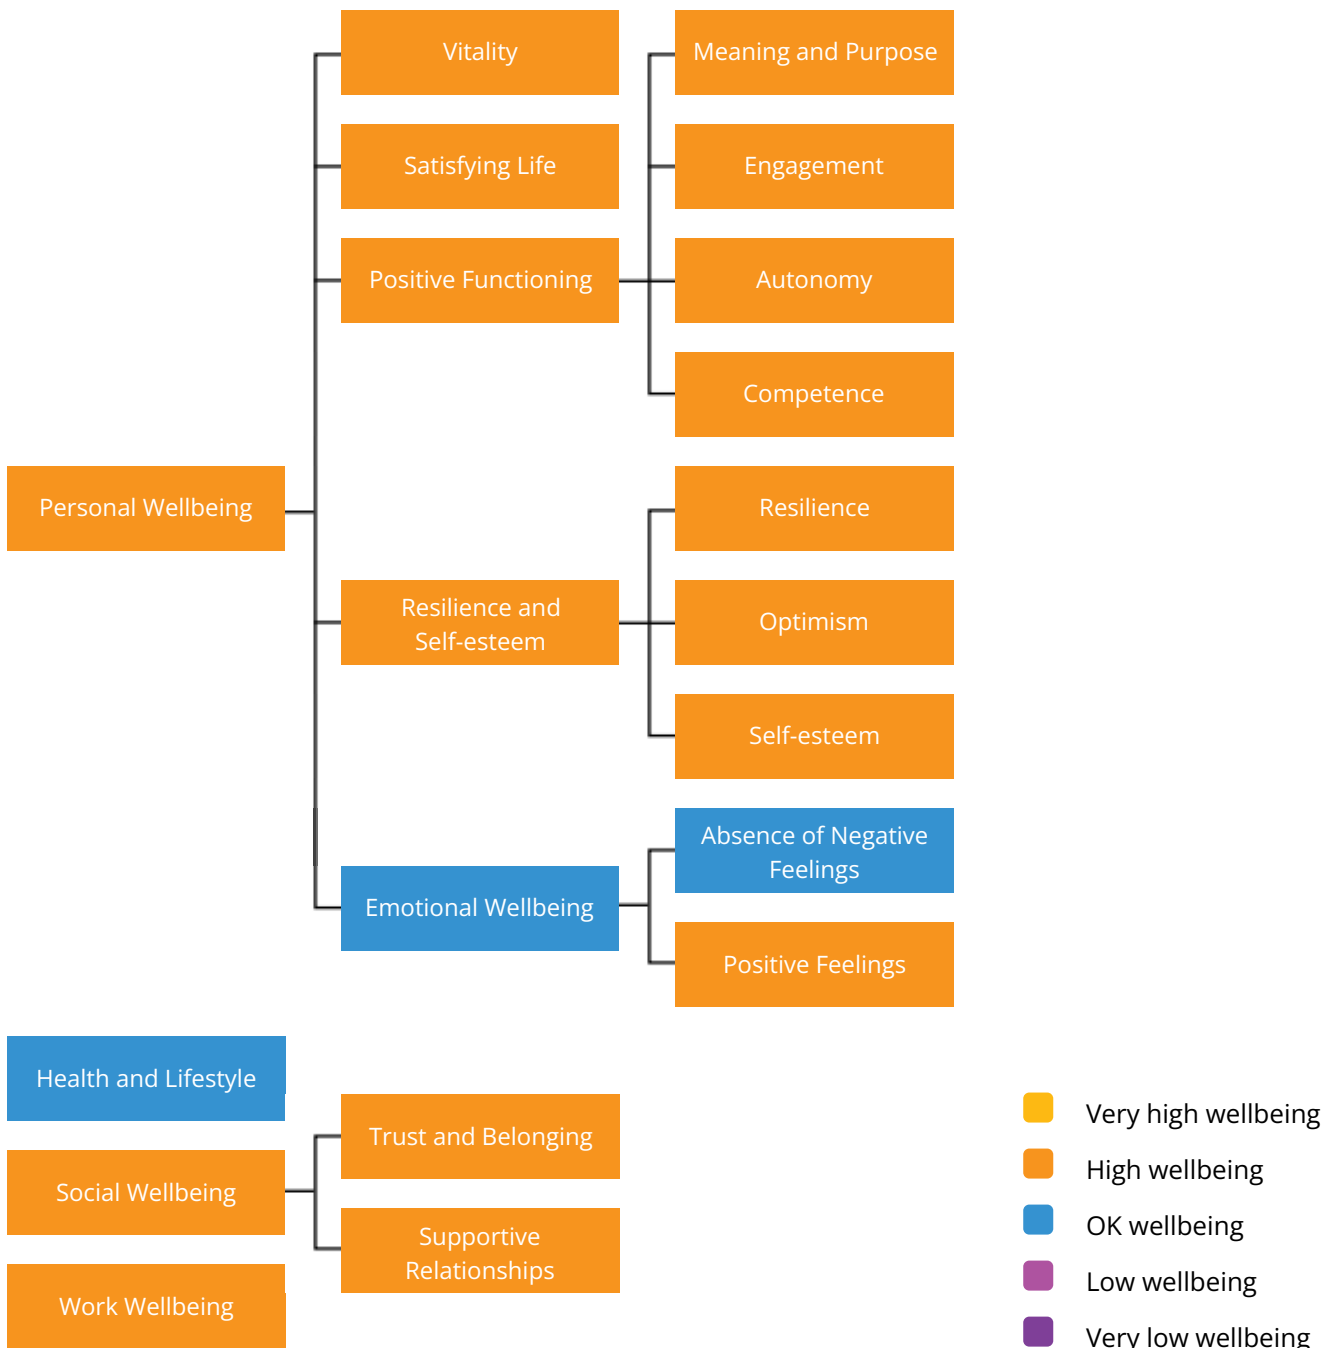 Vitality
Meaning and Purpose
Satisfying Life
Engagement
Positive Functioning
Autonomy
Competence
Personal Wellbeing
Resilience
Resilience and
Self-esteem
Optimism
Self-esteem
Absence of Negative
Feelings
Emotional Wellbeing
Positive Feelings
Health and Lifestyle
Trust and Belonging
Social Wellbeing
Supportive
Relationships
Work Wellbeing
Very high wellbeing
High wellbeing
OK wellbeing
Low wellbeing
Very low wellbeing